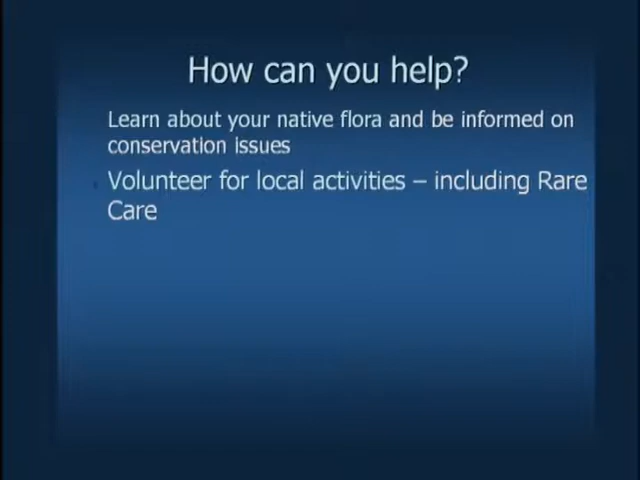 How can you help?
Learn about your native flora and be informed on
conservation issues
Volunteer for local activities – including Rare
Care